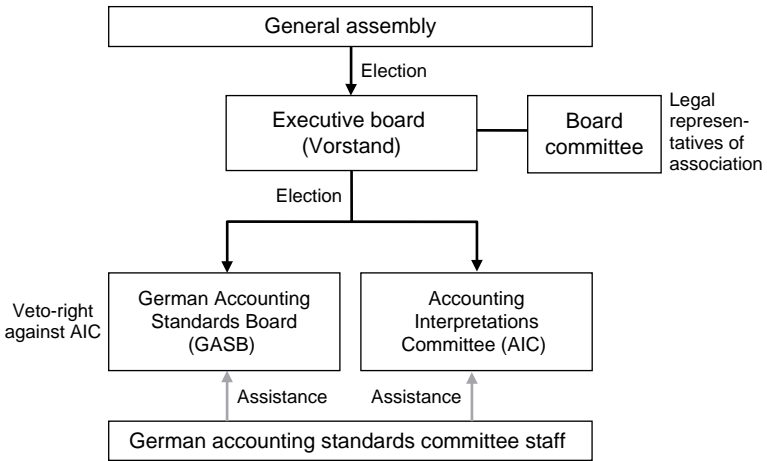 General assembly
Election
Executive board
(Vorstand)
Board
committee
Legal
represen-
tatives of
association
Election
Veto-right
against AIC
German Accounting
Standards Board
(GASB)
Accounting
Interpretations
Committee (AIC)
Assistance
Assistance
German accounting standards committee staff